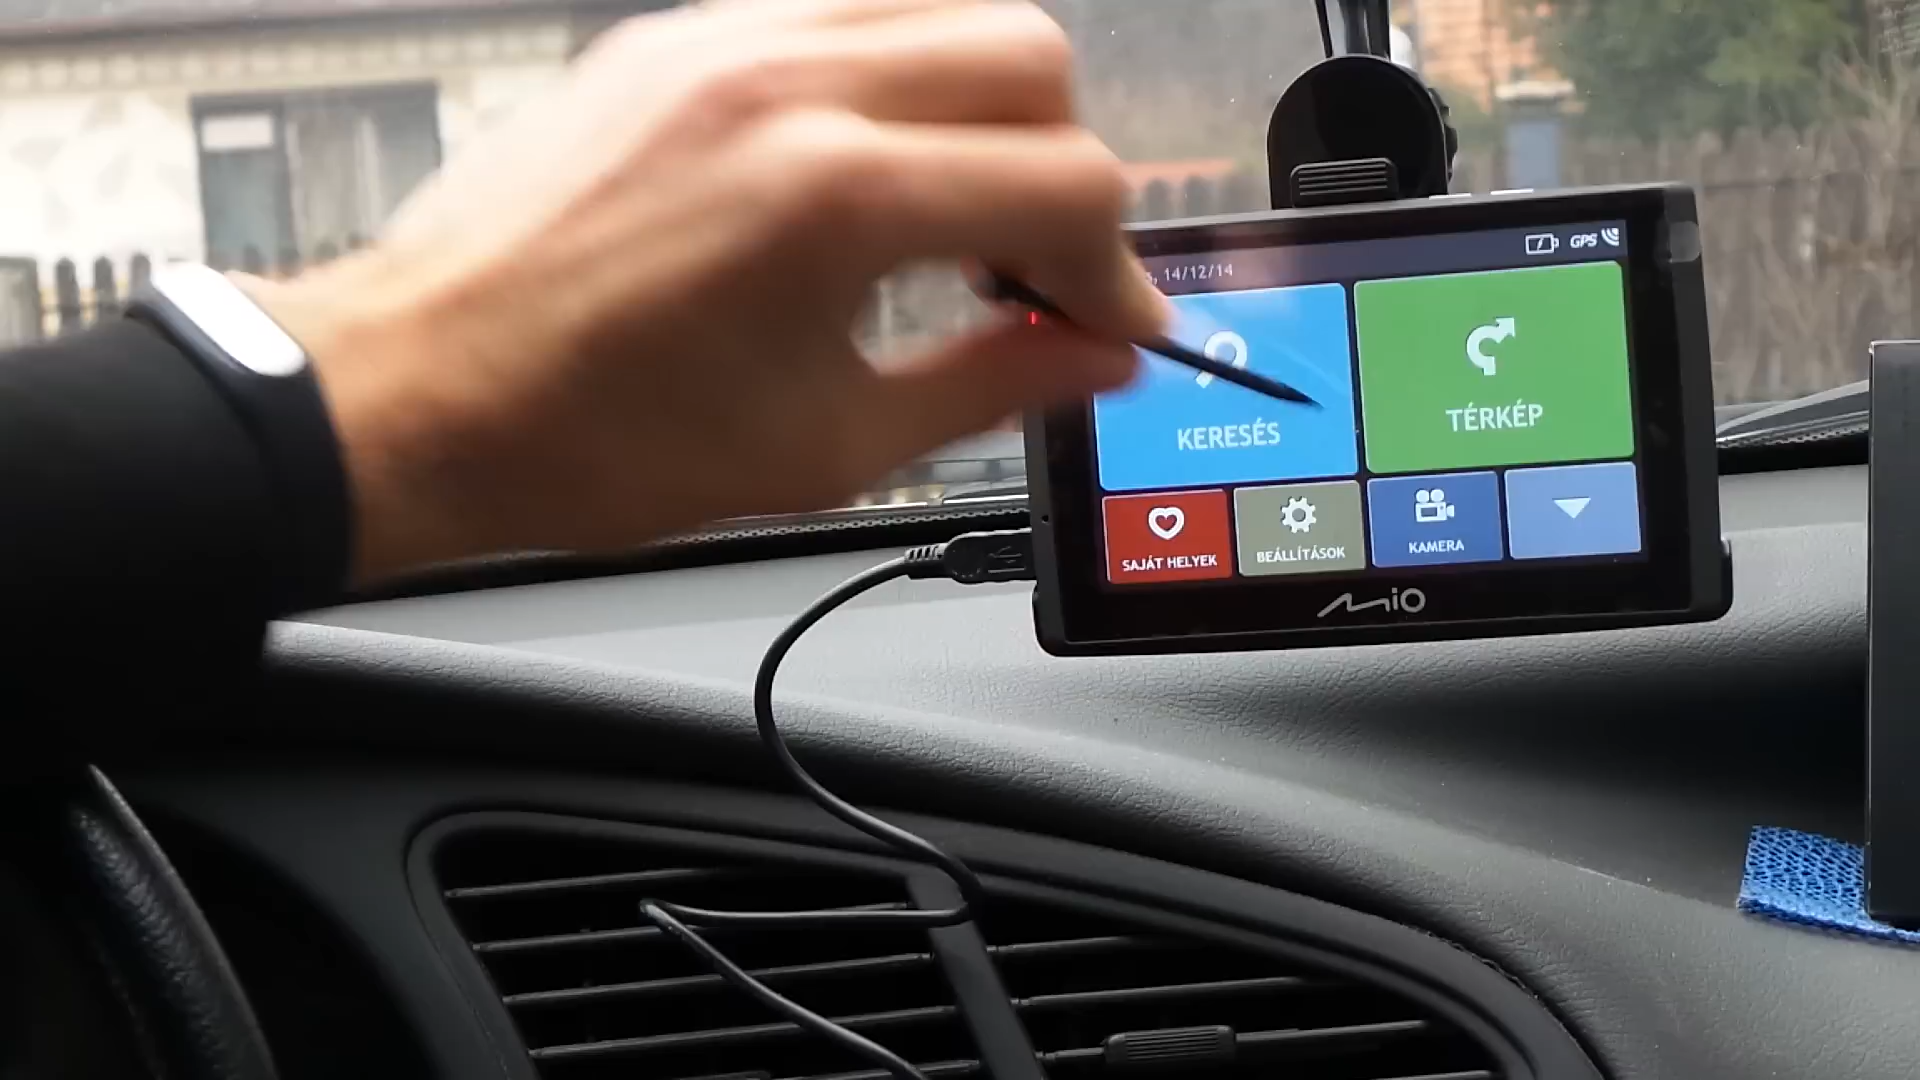 14/12/14
GPS
KERESÉS
TÉRKÉP
SAJÁT HELYEK
BEÁLLÍTÁSOK
KAMERA
Mio